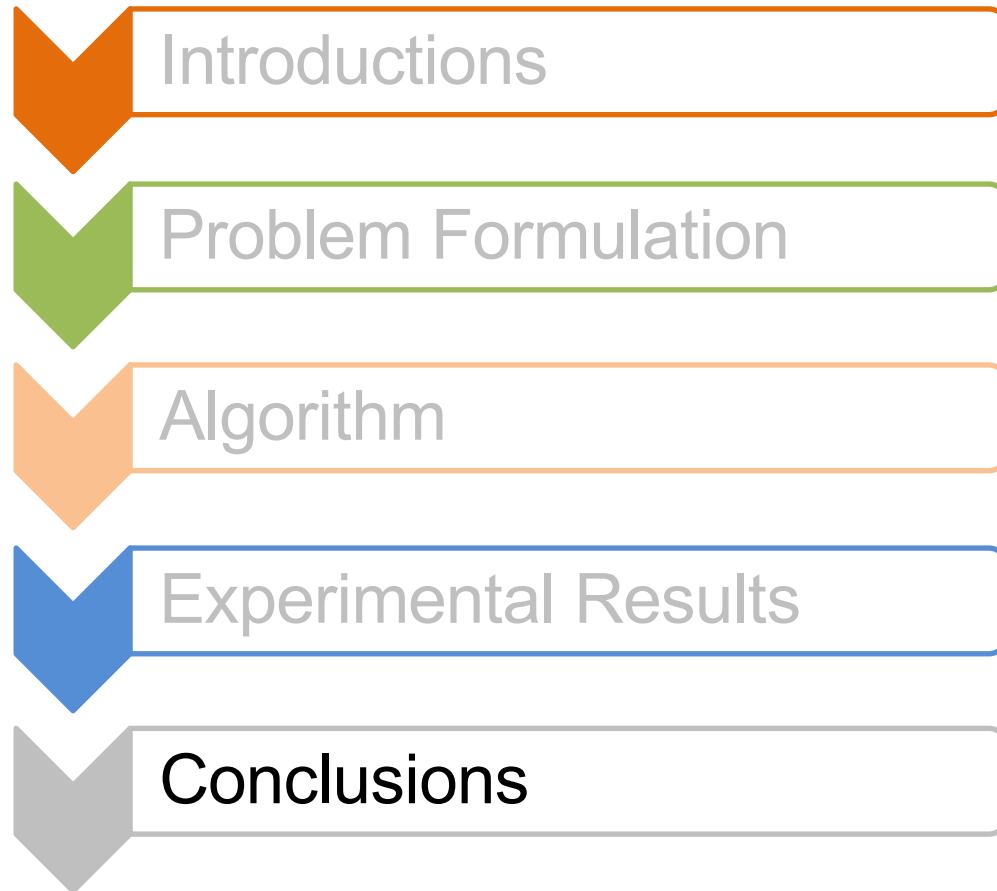 Introductions
Problem Formulation
Algorithm
Experimental Results
Conclusions